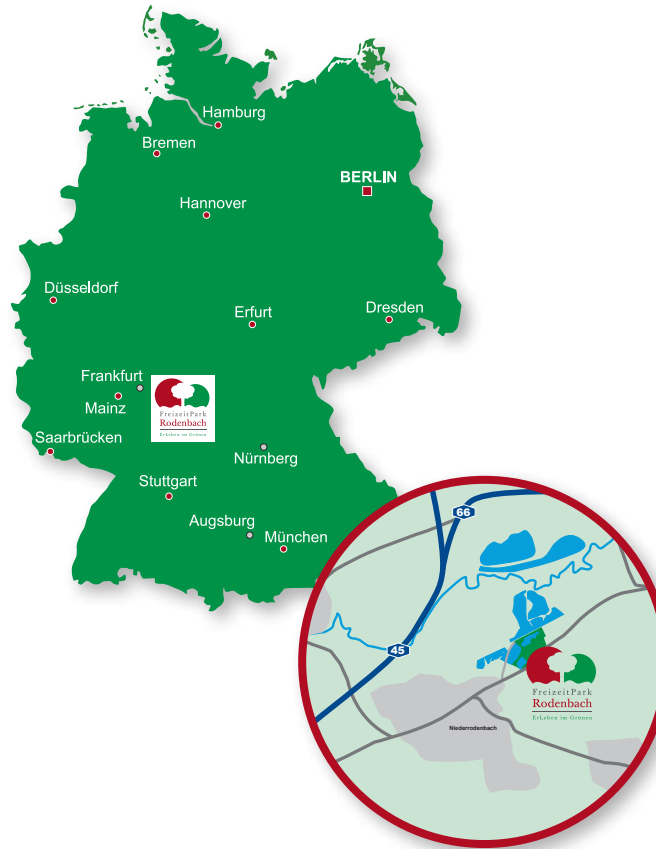 Hamburg
Bremen
BERLIN
Hannover
Düsseldorf
Erfurt
Dresden
Frankfurt
Mainz
FreizeitPark
Rodenbach
ErLeben im Grünen
Saarbrücken
Nürnberg
Stuttgart
Augsburg
München
66
45
FreizeitPark
Rodenbach
ErLeben im Grünen
Niederrodenbach